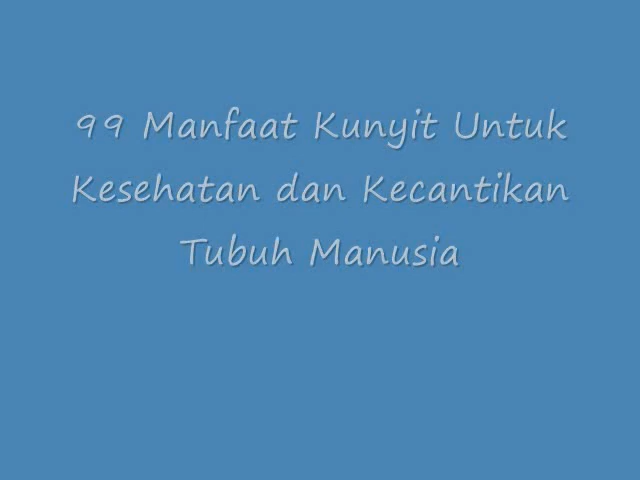 99 Manfaat Kunyit Untuk
Kesehatan dan Kecantikan
Tubuh Manusia